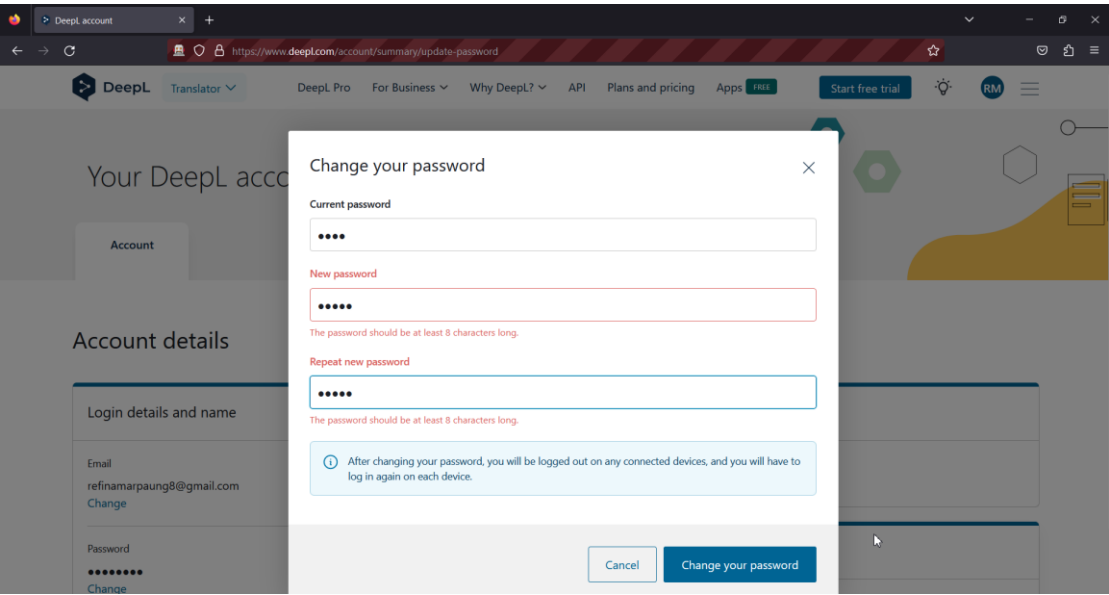 DeepL account
https://www.deepl.com/account/summary/update-password
DeepL
Translator
DeepL Pro
For Business
Why DeepL?
API
Plans and pricing
Apps FREE
Start free trial
RM
Your DeepL acco
Account
Account details
Login details and name
Email
refinamarpaung8@gmail.com
Change
Password
••••••••
Change
Change your password
Current password
••••
New password
•••••
The password should be at least 8 characters long.
Repeat new password
•••••
The password should be at least 8 characters long.
After changing your password, you will be logged out on any connected devices, and you will have to
log in again on each device.
Cancel
Change your password